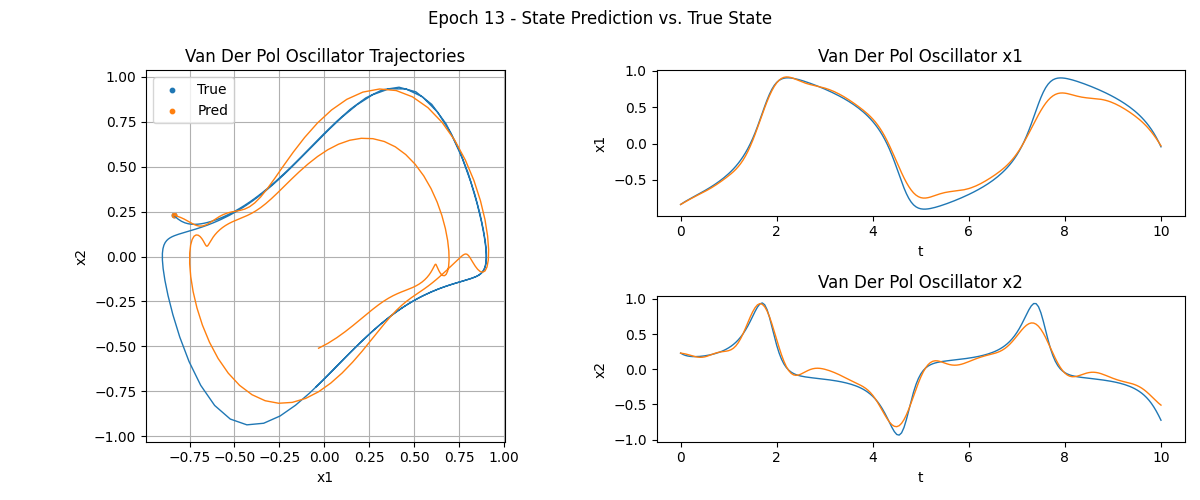 Epoch 13 - State Prediction vs. True State
Van Der Pol Oscillator Trajectories
True
Pred
1.00
0.75
0.50
0.25
0.00
−0.25
−0.50
−0.75
−1.00
x2
−0.75 −0.50 −0.25 0.00 0.25 0.50 0.75 1.00
x1
Van Der Pol Oscillator x1
1.0
0.5
0.0
−0.5
x1
0 2 4 6 8 10
t
Van Der Pol Oscillator x2
1.0
0.5
0.0
−0.5
−1.0
x2
0 2 4 6 8 10
t